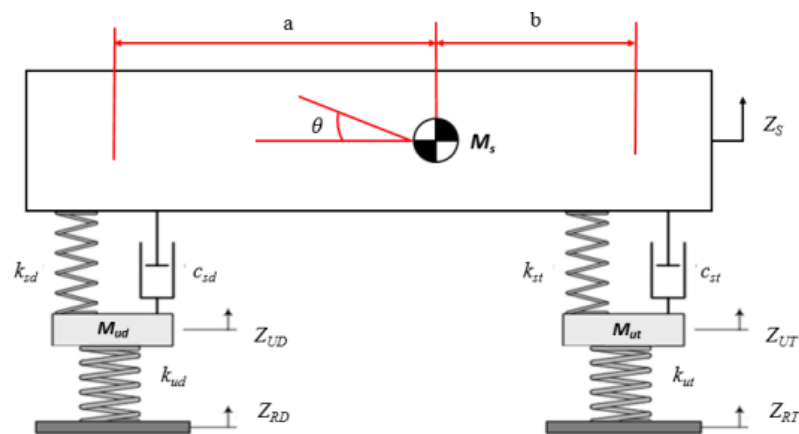 a
b
θ
M_s
Z_S
k_sd
c_sd
k_st
c_st
M_ud
Z_UD
M_ut
Z_UT
k_ud
k_ut
Z_RD
Z_RT